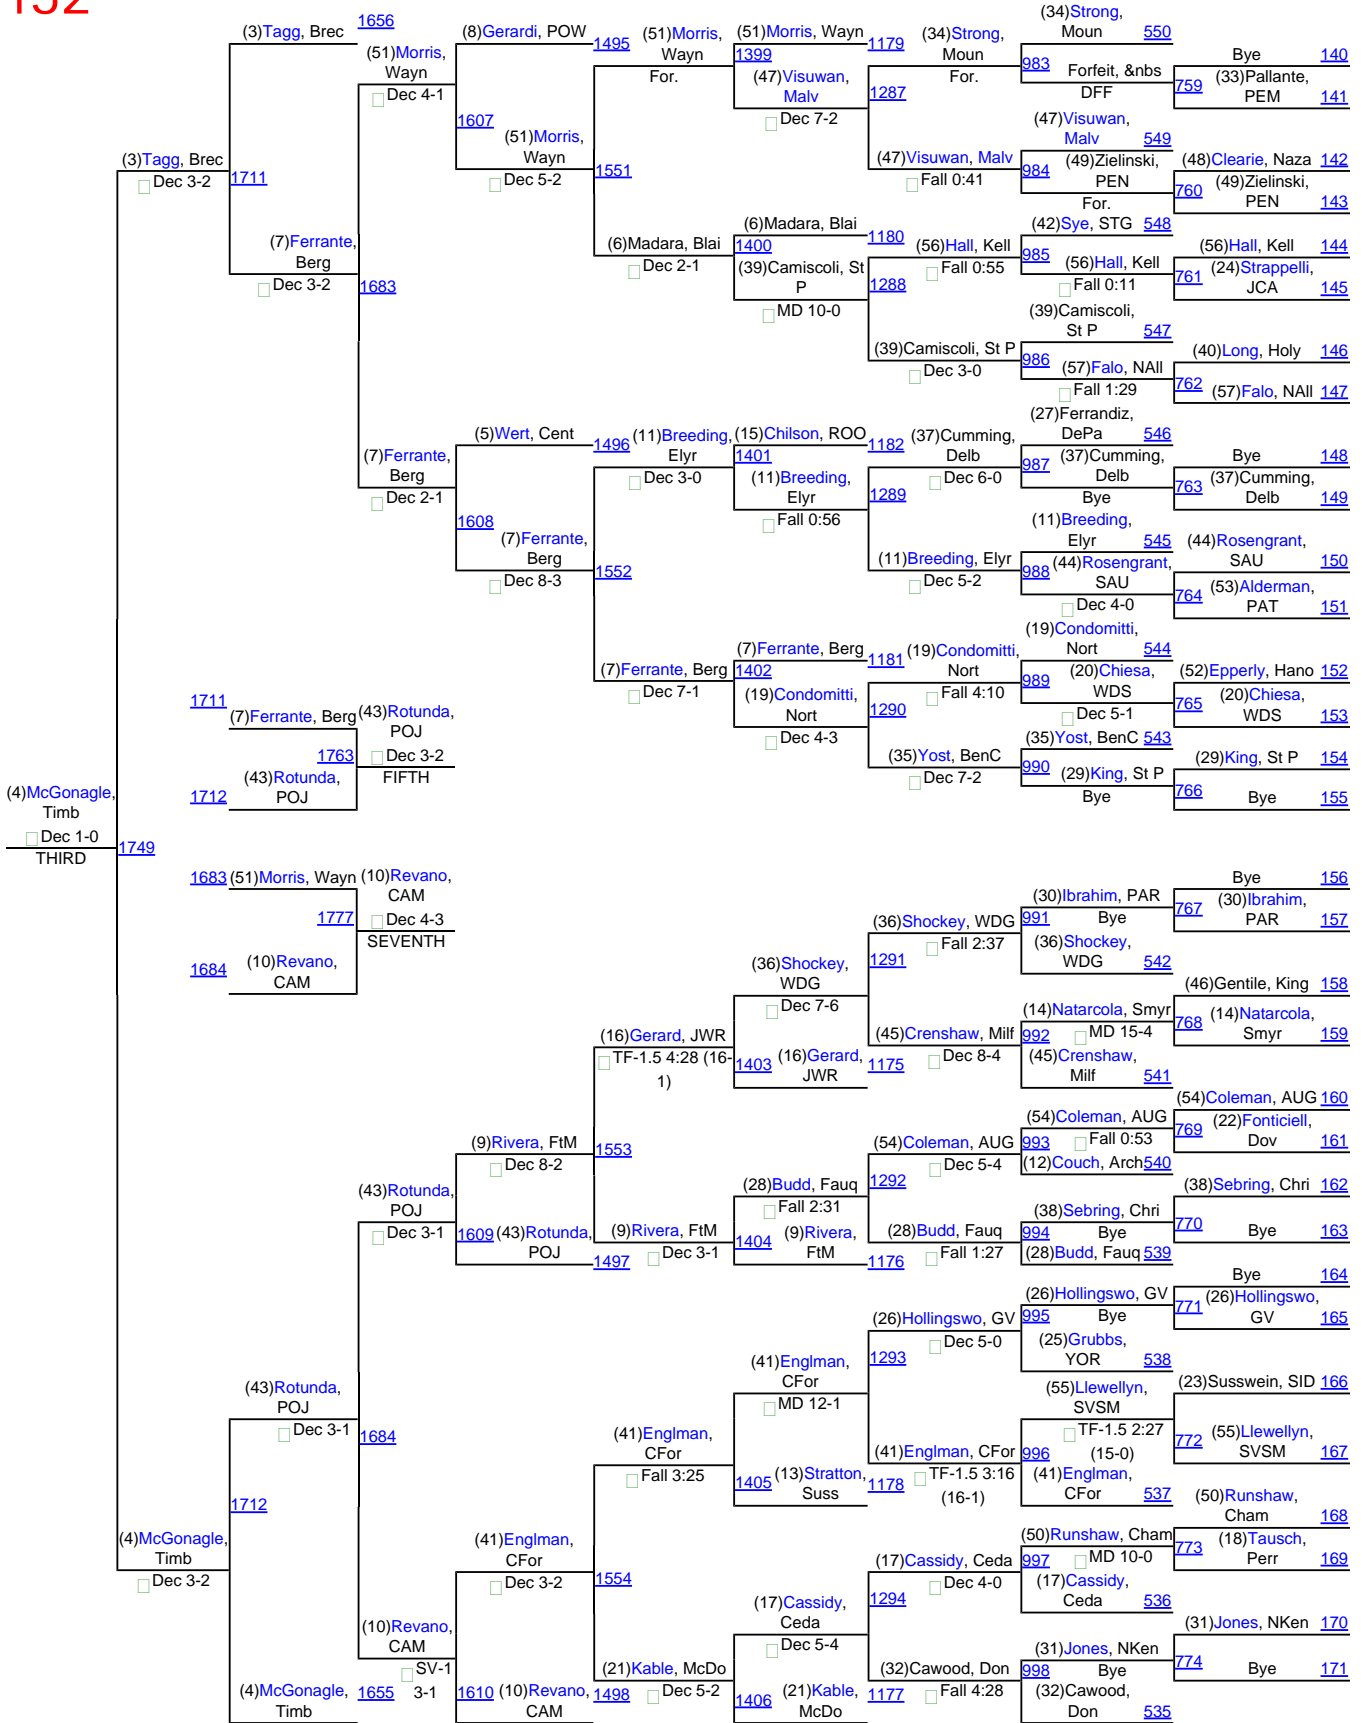 152
(3)Tagg, Brec
1656
(51)Morris,
Wayn
Dec 4-1
(8)Gerardi, POW
1495
(51)Morris,
Wayn
For.
(51)Morris, Wayn
1179
1399
(47)Visuwan,
Malv
Dec 7-2
(34)Strong,
Moun
For.
1287
(34)Strong,
Moun
550
983
Forfeit, &nbs
DFF
Bye
140
759
(33)Pallante,
PEM
141
1607
(51)Morris,
Wayn
Dec 5-2
(47)Visuwan,
Malv
549
(3)Tagg, Brec
Dec 3-2
1711
1551
(47)Visuwan, Malv
Fall 0:41
984
(49)Zielinski,
PEN
For.
(48)Clearie, Naza
142
760
(49)Zielinski,
PEN
143
(7)Ferrante,
Berg
Dec 3-2
1683
(6)Madara, Blai
Dec 2-1
(6)Madara, Blai
1180
1400
(39)Camiscoli, St
P
MD 10-0
(56)Hall, Kell
Fall 0:55
1288
(42)Sye, STG
548
985
(56)Hall, Kell
Fall 0:11
(56)Hall, Kell
144
761
(24)Strappelli,
JCA
145
(39)Camiscoli,
St P
547
(39)Camiscoli, St P
Dec 3-0
986
(57)Falo, NAll
Fall 1:29
(40)Long, Holy
146
762
(57)Falo, NAll
147
(7)Ferrante,
Berg
Dec 2-1
(5)Wert, Cent
1496
(11)Breeding,
Elyr
Dec 3-0
(15)Chilson, ROO
1182
1401
(11)Breeding,
Elyr
Fall 0:56
(37)Cumming,
Delb
Dec 6-0
1289
(27)Ferrandiz,
DePa
546
987
(37)Cumming,
Delb
Bye
Bye
148
763
(37)Cumming,
Delb
149
1608
(7)Ferrante,
Berg
Dec 8-3
1552
(11)Breeding,
Elyr
545
(11)Breeding, Elyr
Dec 5-2
988
(44)Rosengrant,
SAU
Dec 4-0
(44)Rosengrant,
SAU
150
764
(53)Alderman,
PAT
151
(7)Ferrante, Berg
Dec 7-1
(7)Ferrante, Berg
1181
1402
(19)Condomitti,
Nort
Dec 4-3
(19)Condomitti,
Nort
Fall 4:10
1290
(19)Condomitti,
Nort
544
989
(20)Chiesa,
WDS
Dec 5-1
(52)Epperly, Hano
152
765
(20)Chiesa,
WDS
153
1711
(7)Ferrante, Berg
1763
(43)Rotunda,
POJ
Dec 3-2
FIFTH
1712
(43)Rotunda,
POJ
(35)Yost, BenC
Dec 7-2
(35)Yost, BenC
543
990
(29)King, St P
Bye
(29)King, St P
154
766
Bye
155
(4)McGonagle,
Timb
Dec 1-0
THIRD
1749
1683
(51)Morris, Wayn
1777
(10)Revano,
CAM
Dec 4-3
SEVENTH
1684
(10)Revano,
CAM
(36)Shockey, WDG
Fall 2:37
1291
(30)Ibrahim, PAR
991
Bye
(36)Shockey,
WDG
542
Bye
156
767
(30)Ibrahim,
PAR
157
(36)Shockey,
WDG
Dec 7-6
(16)Gerard, JWR
TF-1.5 4:28 (16-
1)
1403
(16)Gerard,
JWR
1175
(45)Crenshaw, Milf
Dec 8-4
(14)Natarcola, Smyr
992
MD 15-4
(45)Crenshaw,
Milf
541
(46)Gentile, King
158
768
(14)Natarcola,
Smyr
159
(9)Rivera, FtM
Dec 8-2
1553
(54)Coleman, AUG
Dec 5-4
1292
(54)Coleman, AUG
993
Fall 0:53
(12)Couch, Arch
540
(54)Coleman, AUG
160
769
(22)Fonticiell,
Dov
161
(43)Rotunda,
POJ
Dec 3-1
1609
(43)Rotunda,
POJ
1497
(9)Rivera, FtM
Dec 3-1
(28)Budd, Fauq
Fall 2:31
1404
(9)Rivera,
FtM
1176
(28)Budd, Fauq
Fall 1:27
(38)Sebring, Chri
994
Bye
(28)Budd, Fauq
539
(38)Sebring, Chri
162
770
Bye
163
(26)Hollingswo, GV
Dec 5-0
1293
(26)Hollingswo, GV
995
Bye
(25)Grubbs,
YOR
538
Bye
164
771
(26)Hollingswo,
GV
165
(43)Rotunda,
POJ
Dec 3-1
1684
(41)Englman,
CFor
Fall 3:25
(41)Englman,
CFor
MD 12-1
1405
(13)Stratton,
Suss
1178
(41)Englman, CFor
TF-1.5 3:16
(16-1)
(55)Llewellyn,
SVSM
996
TF-1.5 2:27
(15-0)
(41)Englman,
CFor
537
(23)Susswein, SID
166
772
(55)Llewellyn,
SVSM
167
1712
(4)McGonagle,
Timb
Dec 3-2
(41)Englman,
CFor
Dec 3-2
1554
(17)Cassidy, Ceda
Dec 4-0
1294
(50)Runshaw, Cham
997
MD 10-0
(17)Cassidy,
Ceda
536
(50)Runshaw,
Cham
168
773
(18)Tausch,
Perr
169
(10)Revano,
CAM
SV-1
3-1
1610
(10)Revano,
CAM
1498
(21)Kable, McDo
Dec 5-2
(17)Cassidy,
Ceda
Dec 5-4
1406
(21)Kable,
McDo
1177
(32)Cawood, Don
Fall 4:28
(31)Jones, NKen
998
Bye
(32)Cawood,
Don
535
(31)Jones, NKen
170
774
Bye
171
(4)McGonagle,
Timb
1655